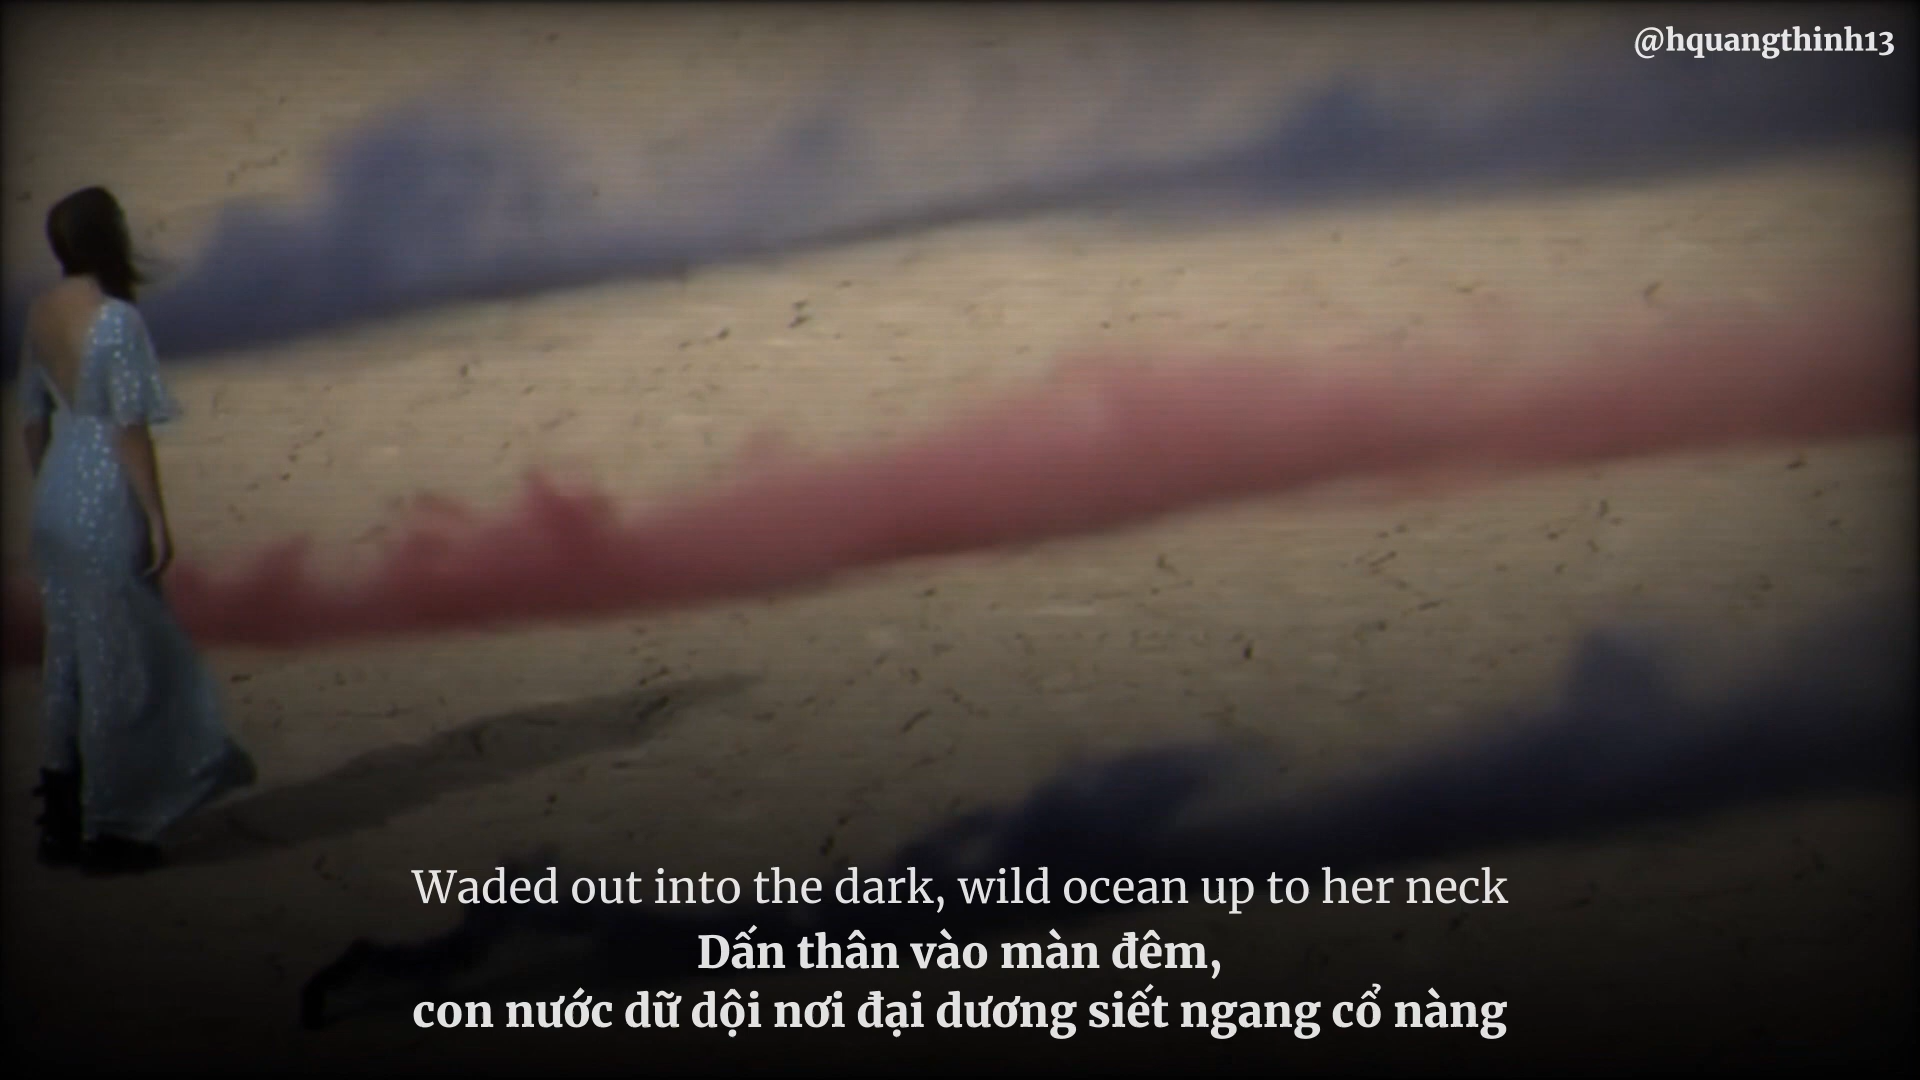 @hquangthinh13
Waded out into the dark, wild ocean up to her neck
Dấn thân vào màn đêm,
con nước dữ dội nơi đại dương siết ngang cổ nàng